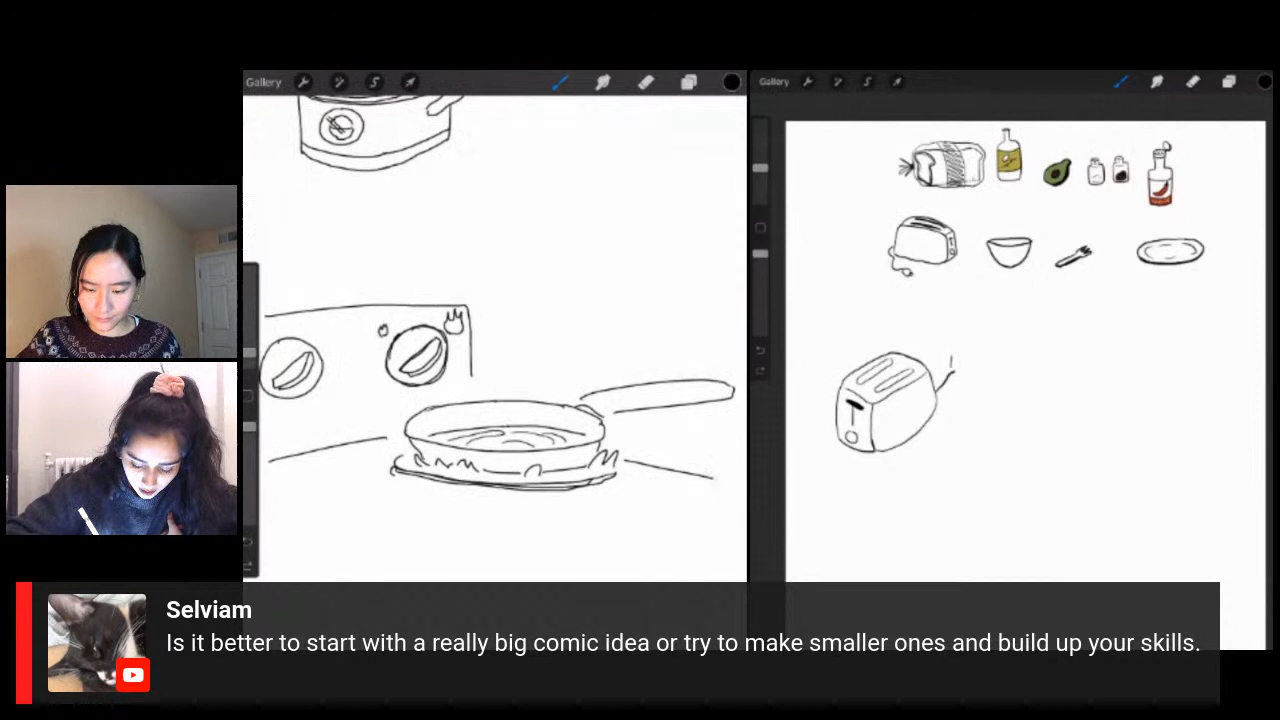 Gallery
Gallery
Selviam
Is it better to start with a really big comic idea or try to make smaller ones and build up your skills.